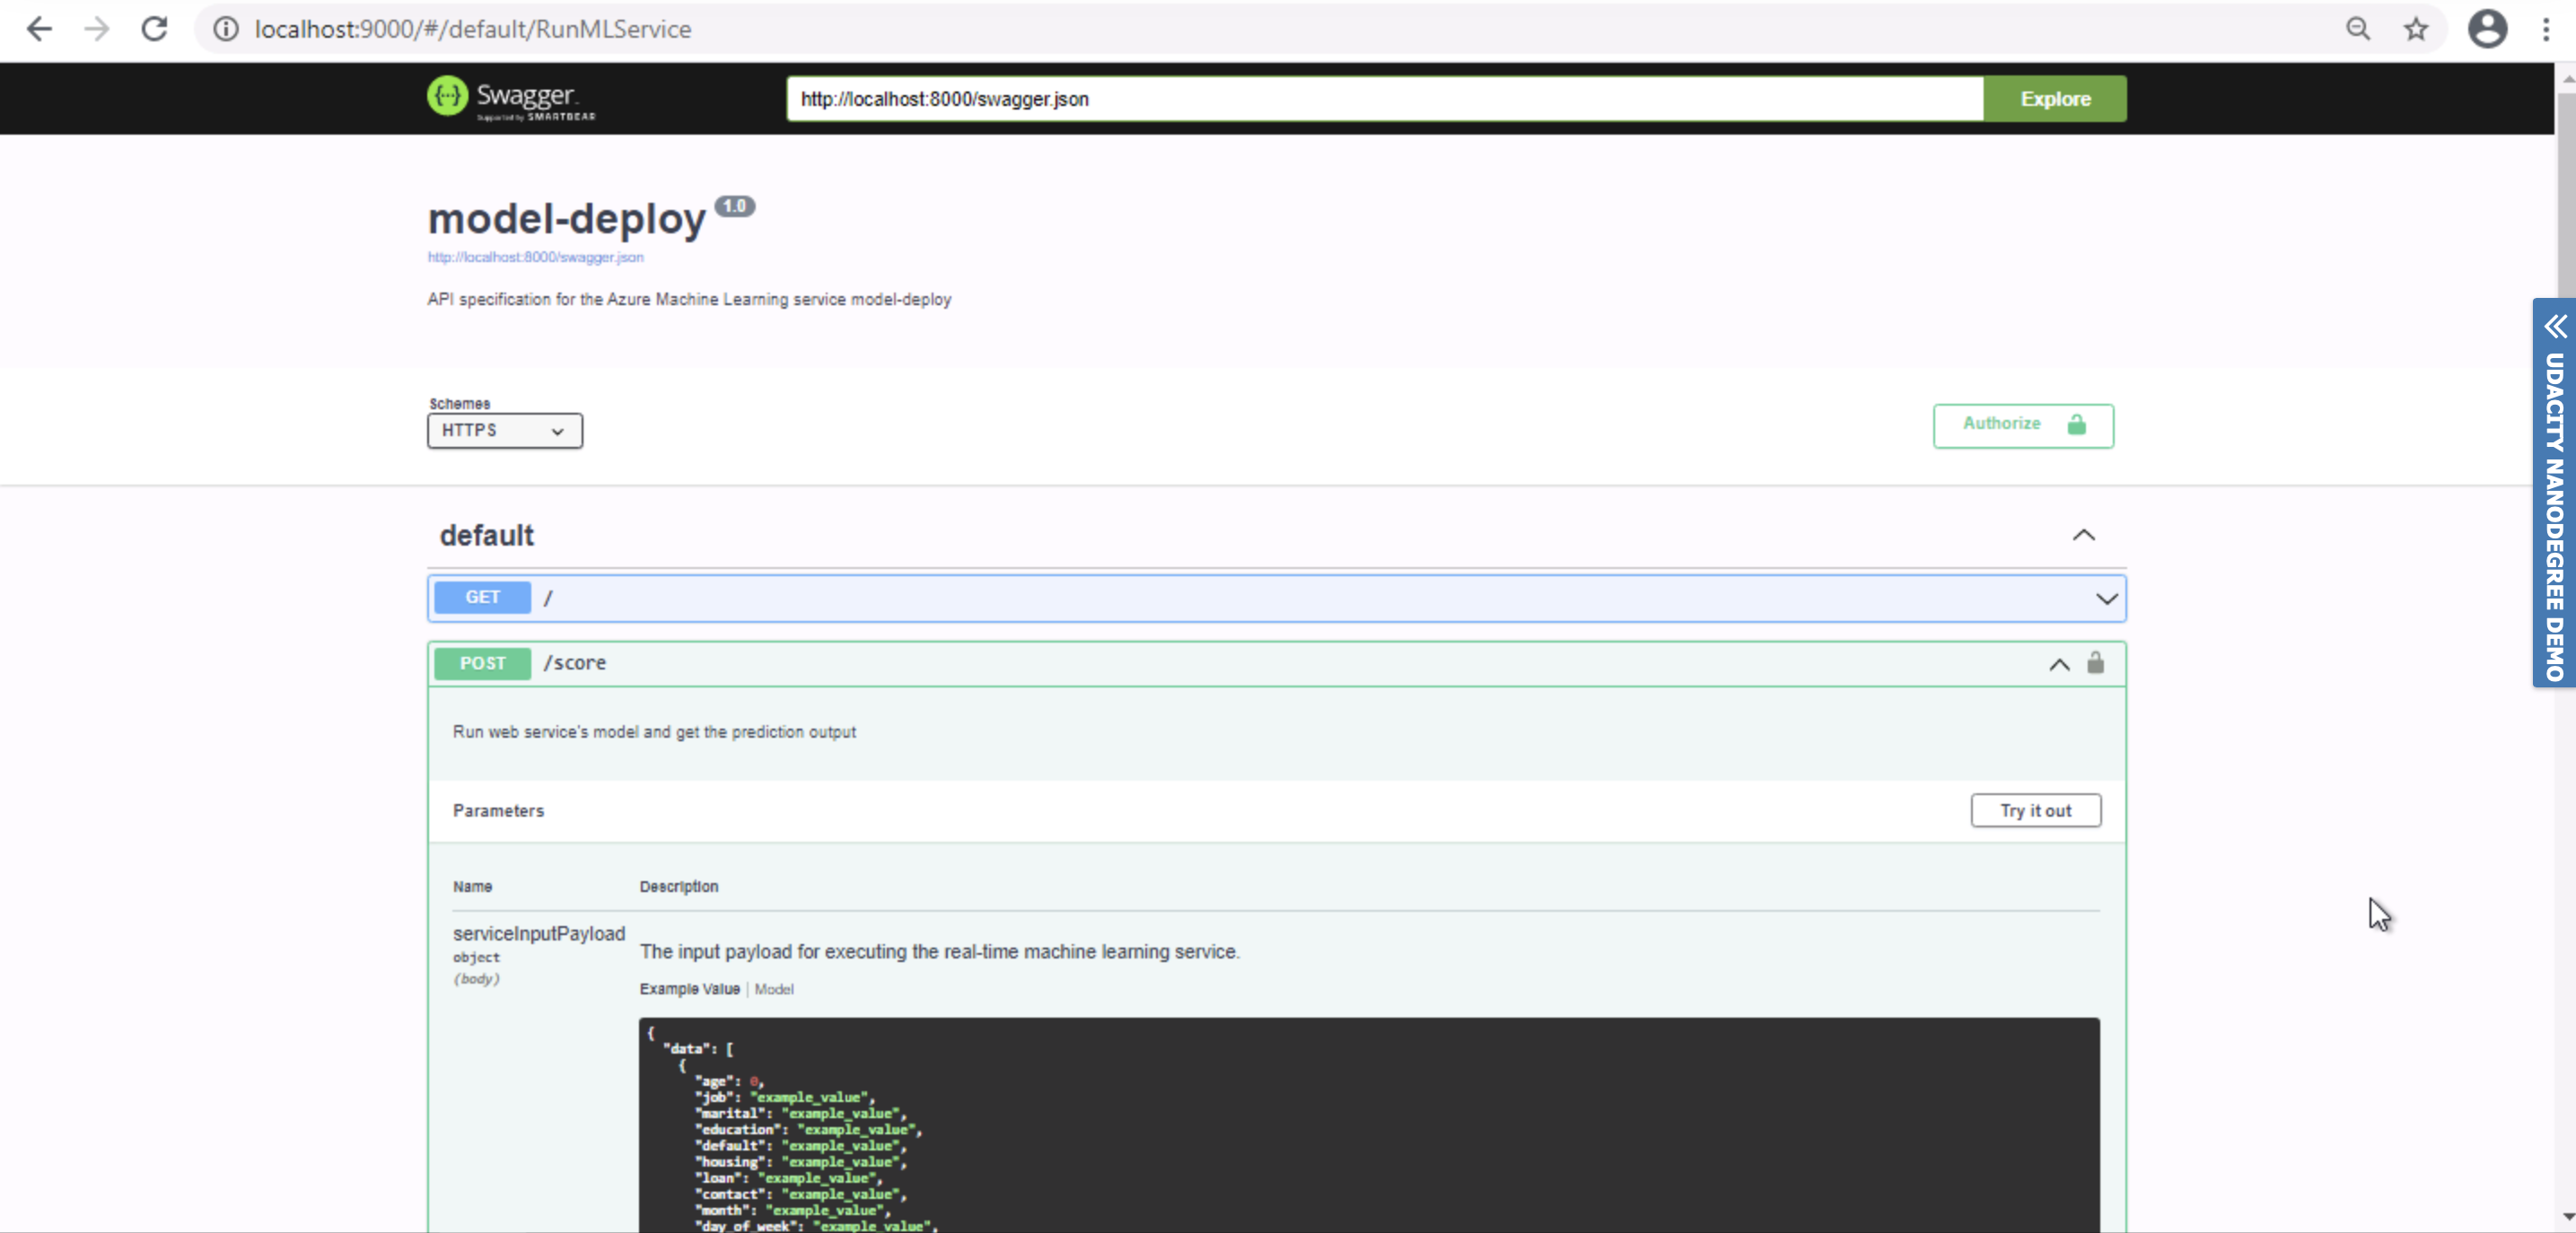 localhost:9000/#/default/RunMLService
Swagger
Supported by SMARTBEAR
http://localhost:8000/swagger.json
Explore
model-deploy 1.0
http://localhost:8000/swagger.json
API specification for the Azure Machine Learning service model-deploy
Schemes
HTTPS
Authorize
default
GET /
POST /score
Run web service's model and get the prediction output
Parameters
Try it out
Name Description
serviceInputPayload
object
(body)
The input payload for executing the real-time machine learning service.
Example Value | Model
{
"data": [
{
"age": 0,
"job": "example_value",
"marital": "example_value",
"education": "example_value",
"default": "example_value",
"housing": "example_value",
"loan": "example_value",
"contact": "example_value",
"month": "example_value",
"day_of_week": "example_value",
UDACITY NANODEGREE DEMO